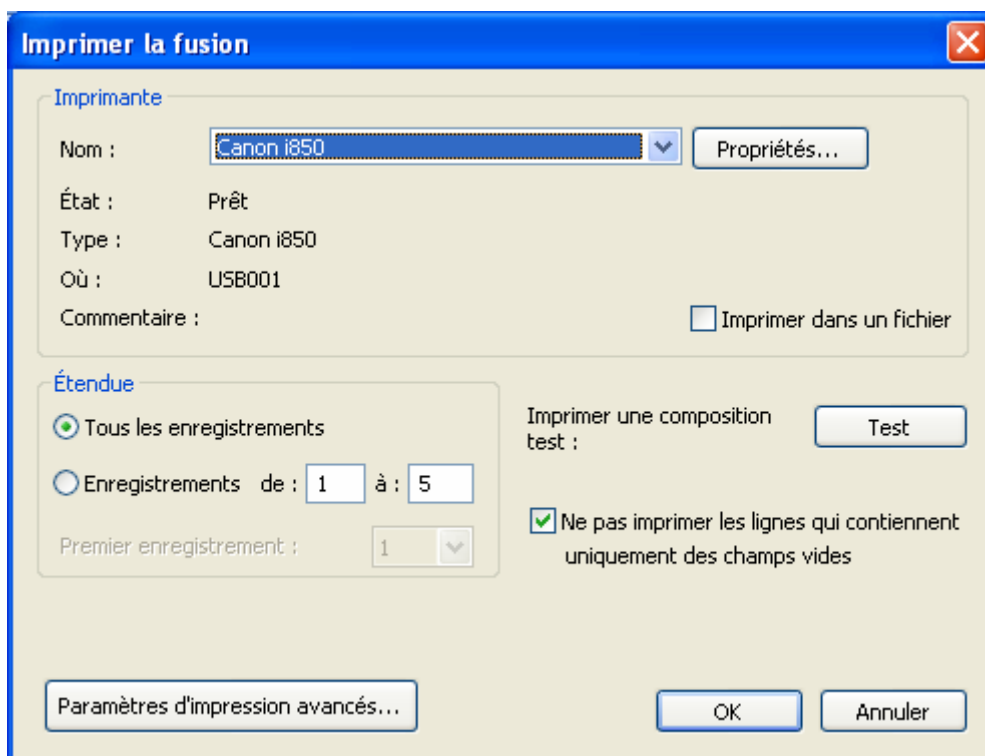 Imprimer la fusion
Imprimante
Nom : Canon i850 Propriétés...
État : Prêt
Type : Canon i850
Où : USB001
Commentaire :
Imprimer dans un fichier
Étendue
Tous les enregistrements
Enregistrements de : 1 à : 5
Premier enregistrement : 1
Imprimer une composition
test :
Test
Ne pas imprimer les lignes qui contiennent
uniquement des champs vides
Paramètres d'impression avancés...
OK
Annuler